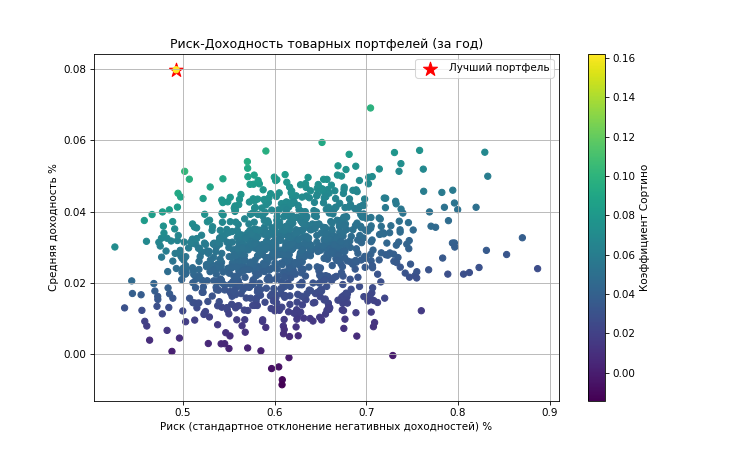 Риск-Доходность товарных портфелей (за год)
Лучший портфель
Средняя доходность %
0.08
0.06
0.04
0.02
0.00
0.5 0.6 0.7 0.8 0.9
Риск (стандартное отклонение негативных доходностей) %
0.16
0.14
0.12
0.10
0.08
0.06
0.04
0.02
0.00
Коэффициент Сортино